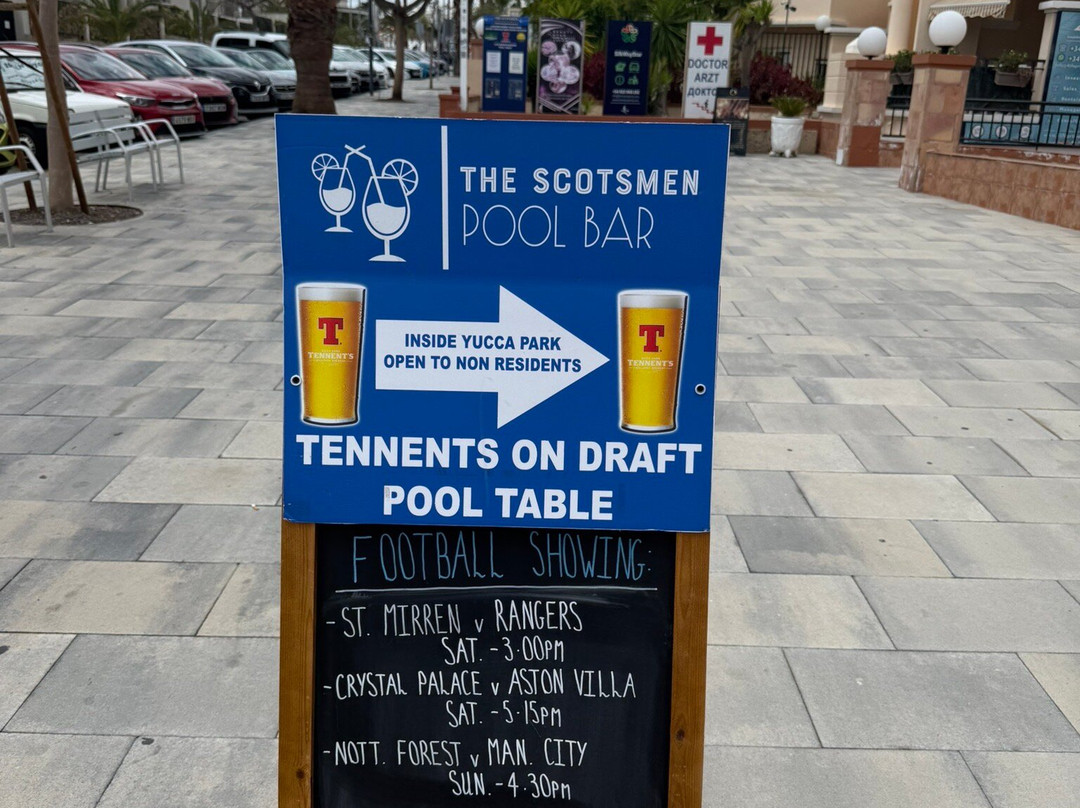 DOCTOR
ARZT
DOKTOR
THE SCOTSMEN
POOL BAR
T
TENNENT'S
INSIDE YUCCA PARK
OPEN TO NON RESIDENTS
T
TENNENT'S
TENNENTS ON DRAFT
POOL TABLE
FOOTBALL SHOWING:
- ST. MIRREN v RANGERS
SAT. - 3.00PM
- CRYSTAL PALACE v ASTON VILLA
SAT. - 5.15PM
- NOTT. FOREST v MAN. CITY
SUN. - 4.30PM